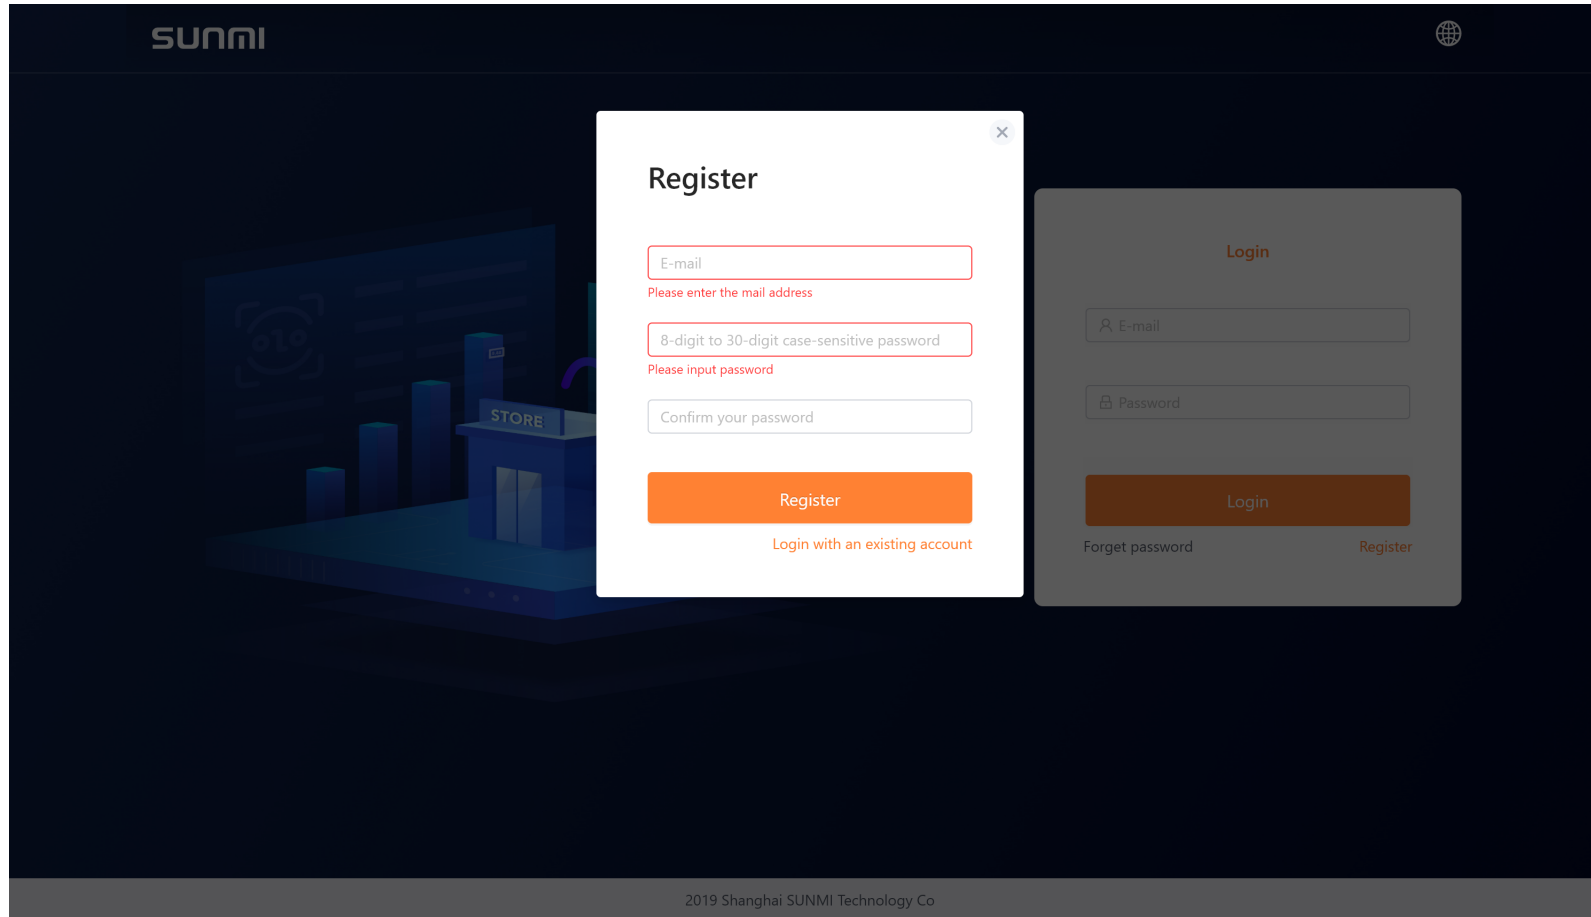 SUNMI
Register
E-mail
Please enter the mail address
8-digit to 30-digit case-sensitive password
Please input password
Confirm your password
Register
Login with an existing account
Login
E-mail
Password
Login
Forget password
Register
STORE
2019 Shanghai SUNMI Technology Co